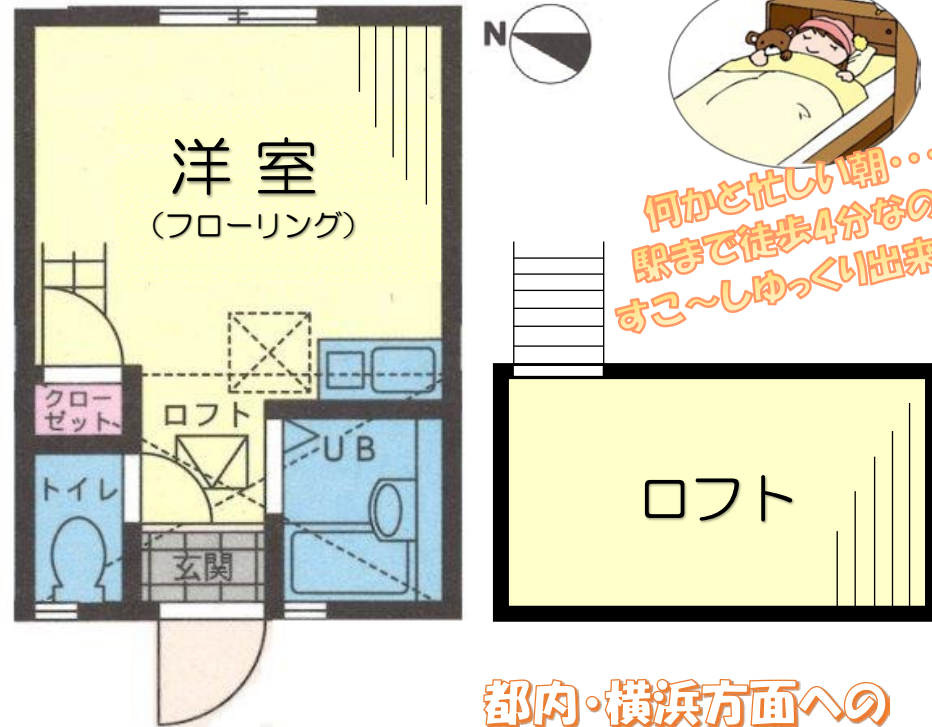 洋室
(フローリング)
クローゼット
ロフト
UB
トイレ
玄関
N
何かと忙しい朝・・・
駅まで徒歩4分なの
すこ～しゆっくり出来
ロフト
都内・横浜方面への